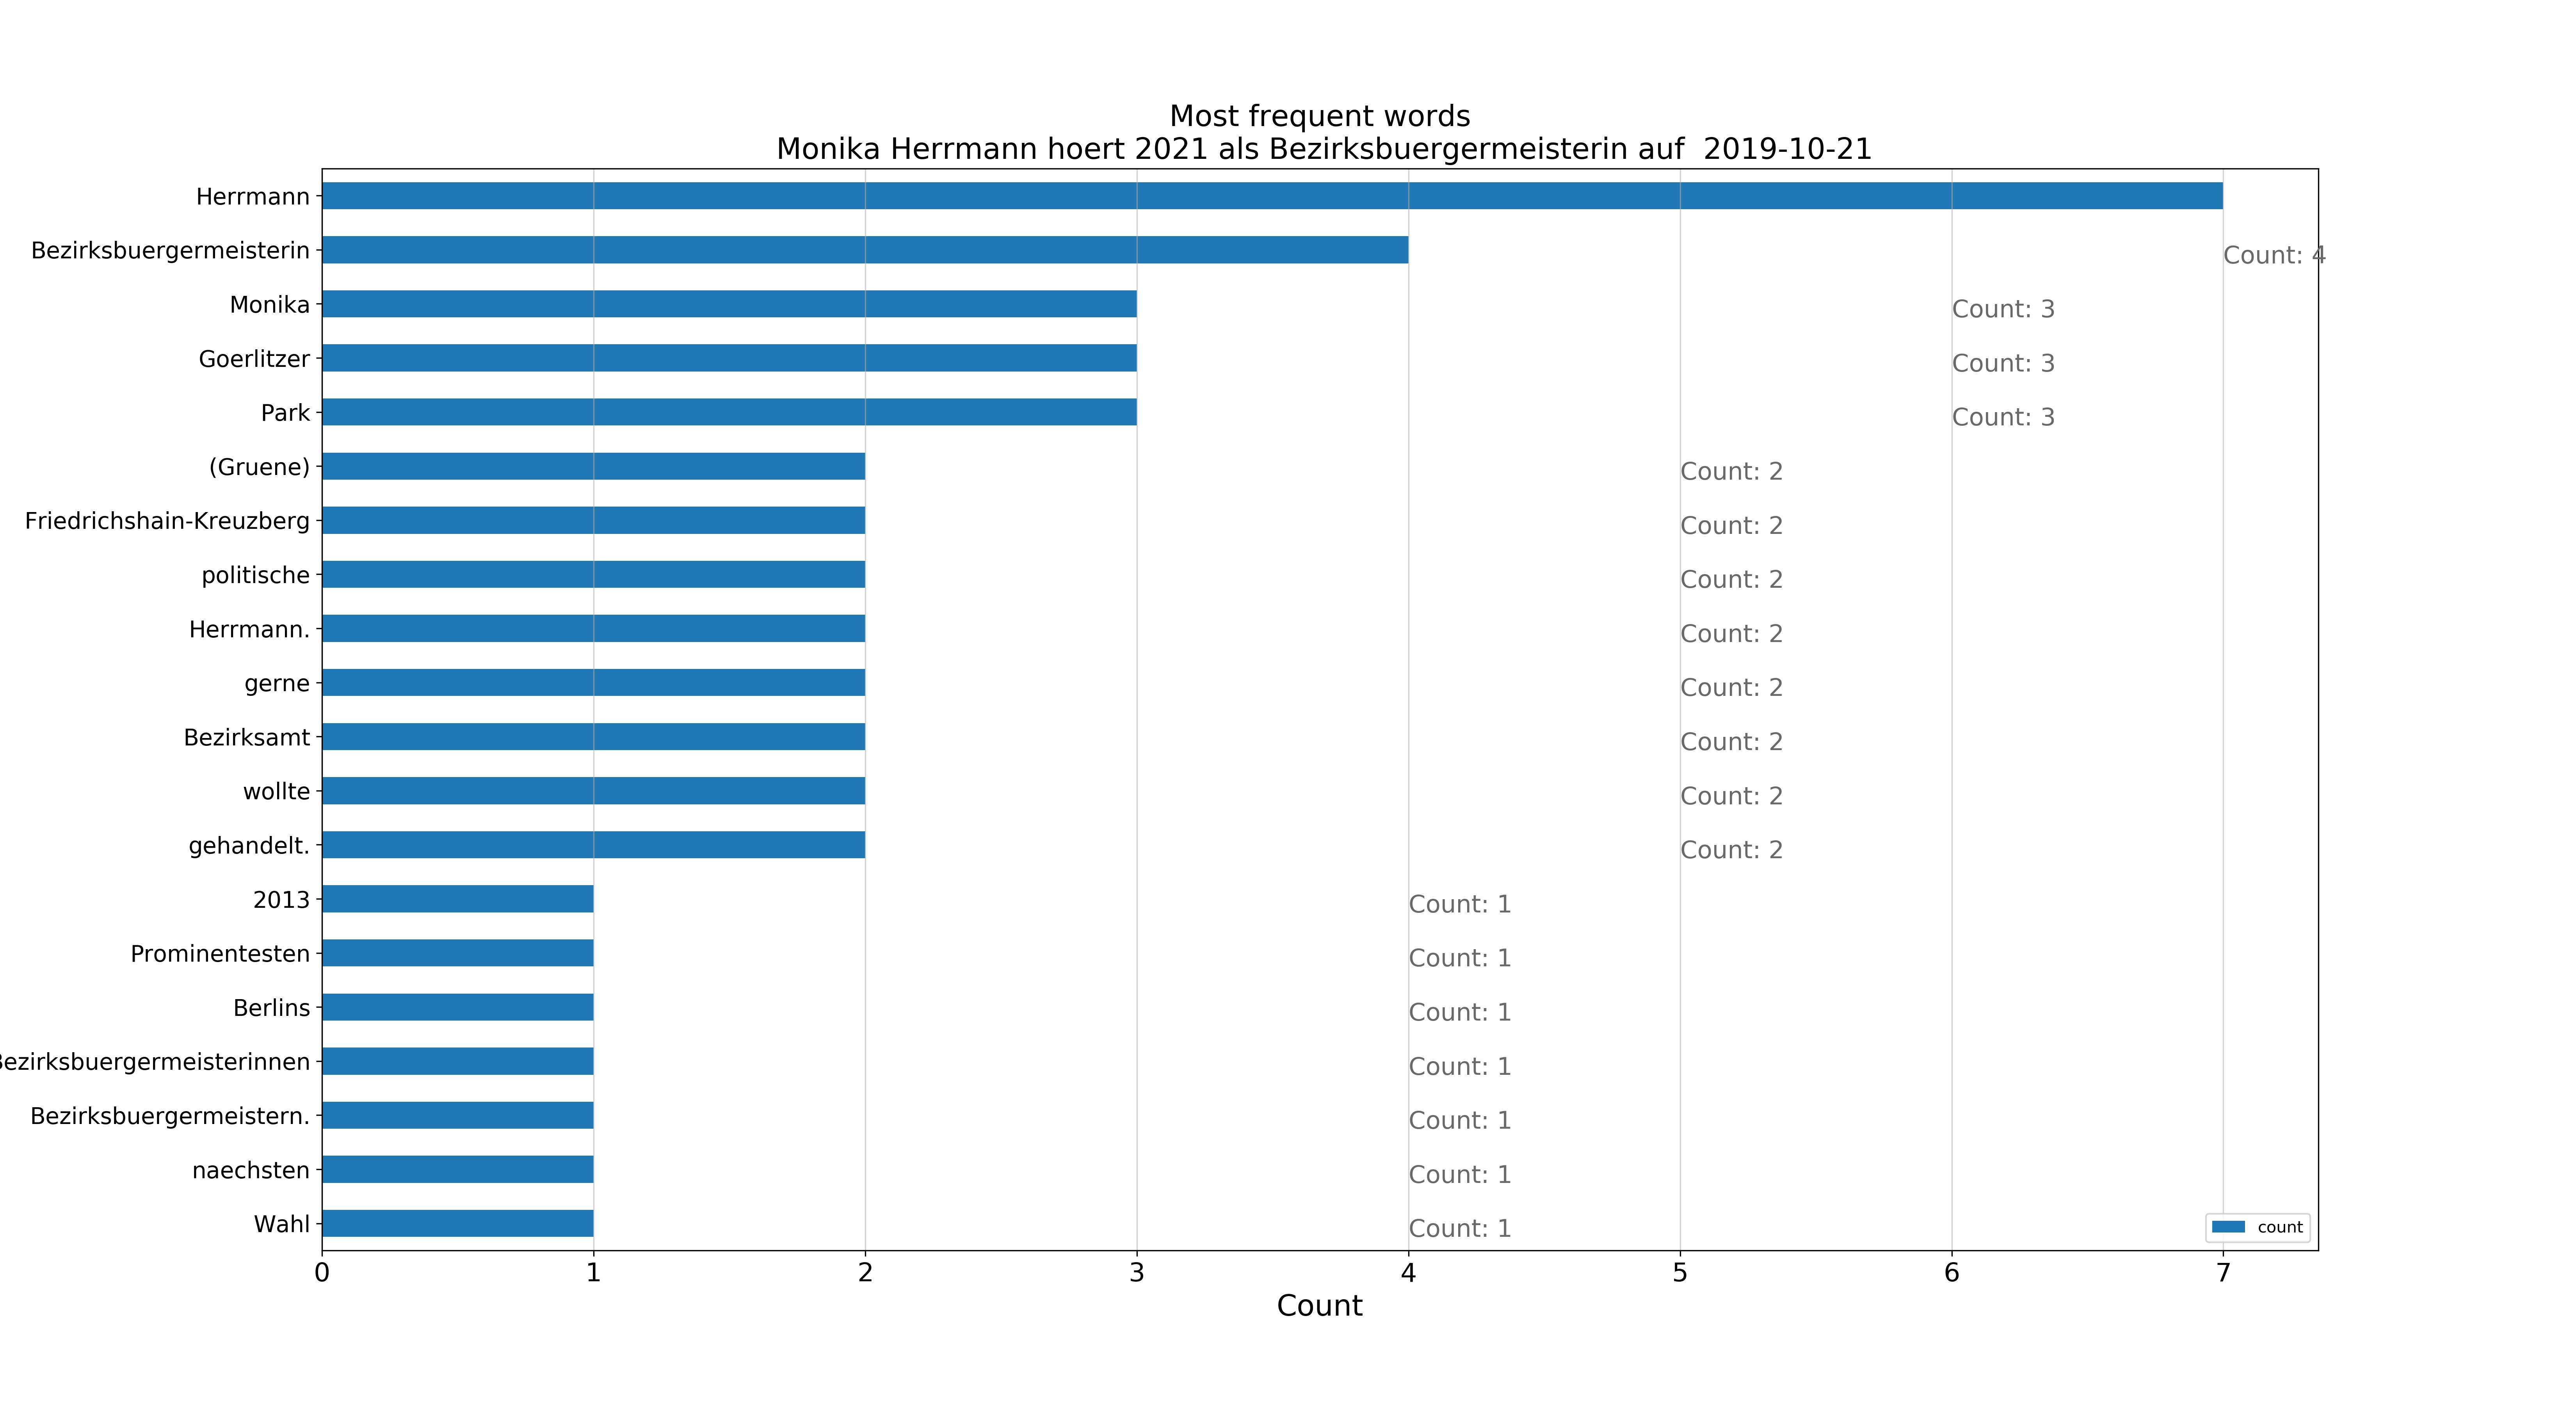 Most frequent words
Monika Herrmann hoert 2021 als Bezirksbuergermeisterin auf  2019-10-21
Herrmann
Bezirksbuergermeisterin Count: 4
Monika Count: 3
Goerlitzer Count: 3
Park Count: 3
(Gruene) Count: 2
Friedrichshain-Kreuzberg Count: 2
politische Count: 2
Herrmann. Count: 2
gerne Count: 2
Bezirksamt Count: 2
wollte Count: 2
gehandelt. Count: 2
2013 Count: 1
Prominentesten Count: 1
Berlins Count: 1
Bezirksbuergermeisterinnen Count: 1
Bezirksbuergermeistern. Count: 1
naechsten Count: 1
Wahl Count: 1
count
0 1 2 3 4 5 6 7
Count